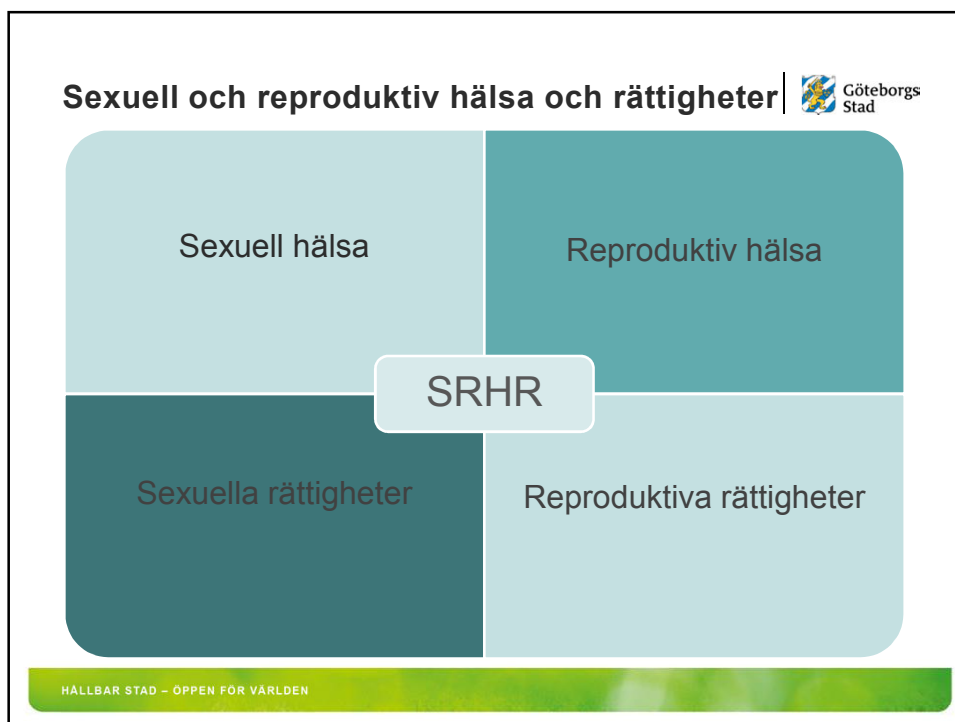 Sexuell och reproduktiv hälsa och rättigheter
Göteborgs
Stad
Sexuell hälsa
Reproduktiv hälsa
SRHR
Sexuella rättigheter
Reproduktiva rättigheter
HÅLLBAR STAD – ÖPPEN FÖR VÄRLDEN